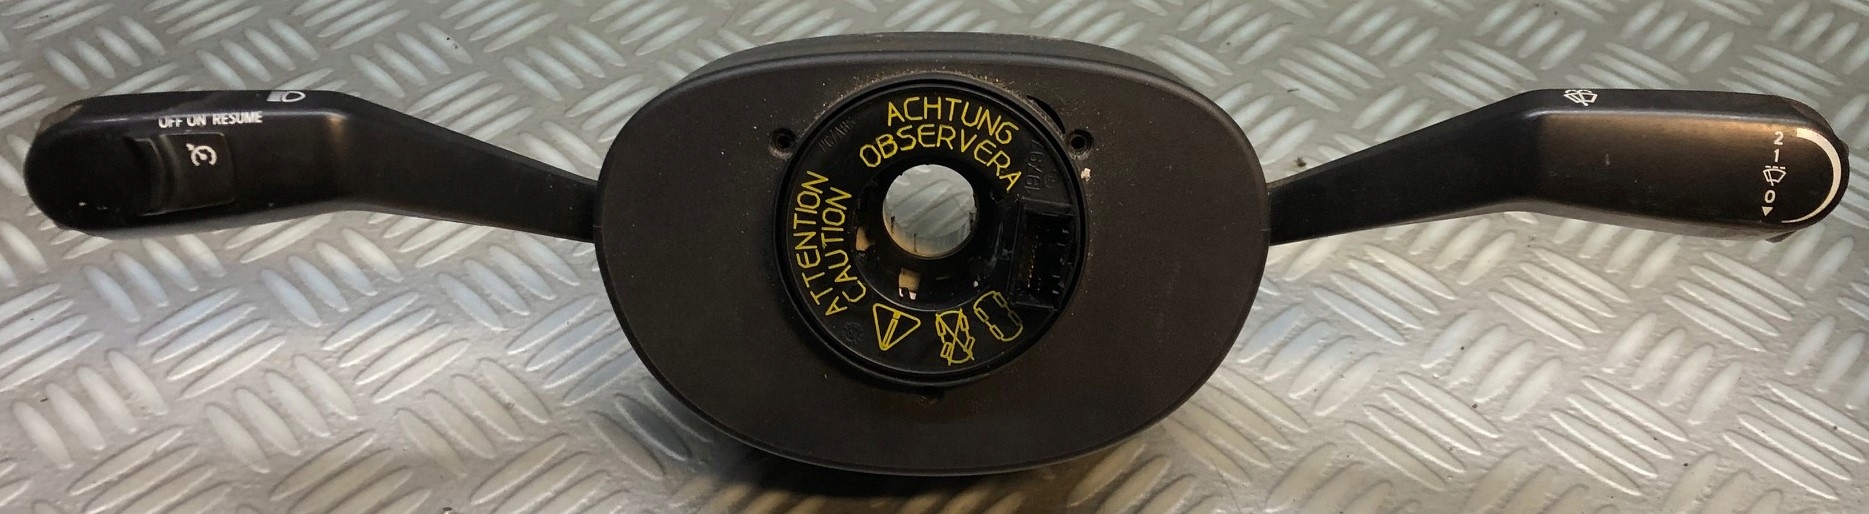 OFF ON RESUME
ACHTUNG
OBSERVERA
ATTENTION
CAUTION
2
1
0